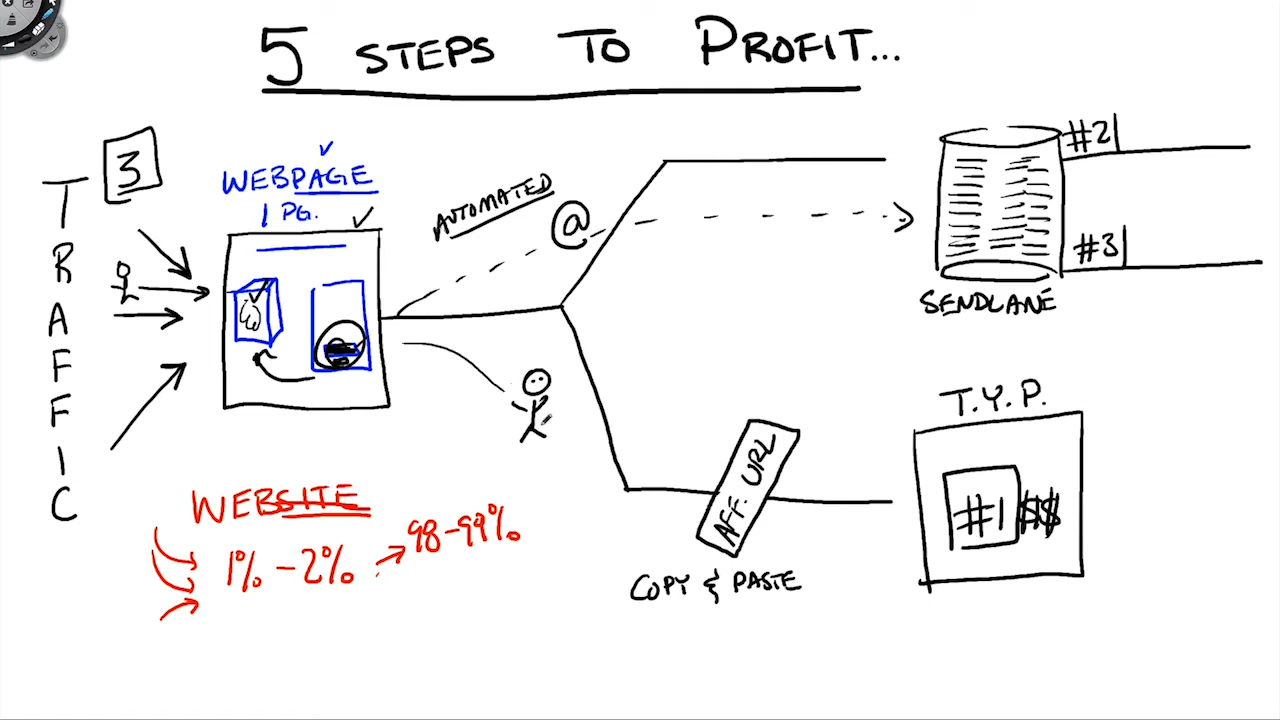 5 STEPS TO PROFIT...
TRAFFIC
3
WEBPAGE
1 PG.
AUTOMATED
@
#2
#3
SENDLANE
T.Y.P.
#1 $$
AFF. URL
COPY & PASTE
WEBSITE
1% - 2% → 98-99%